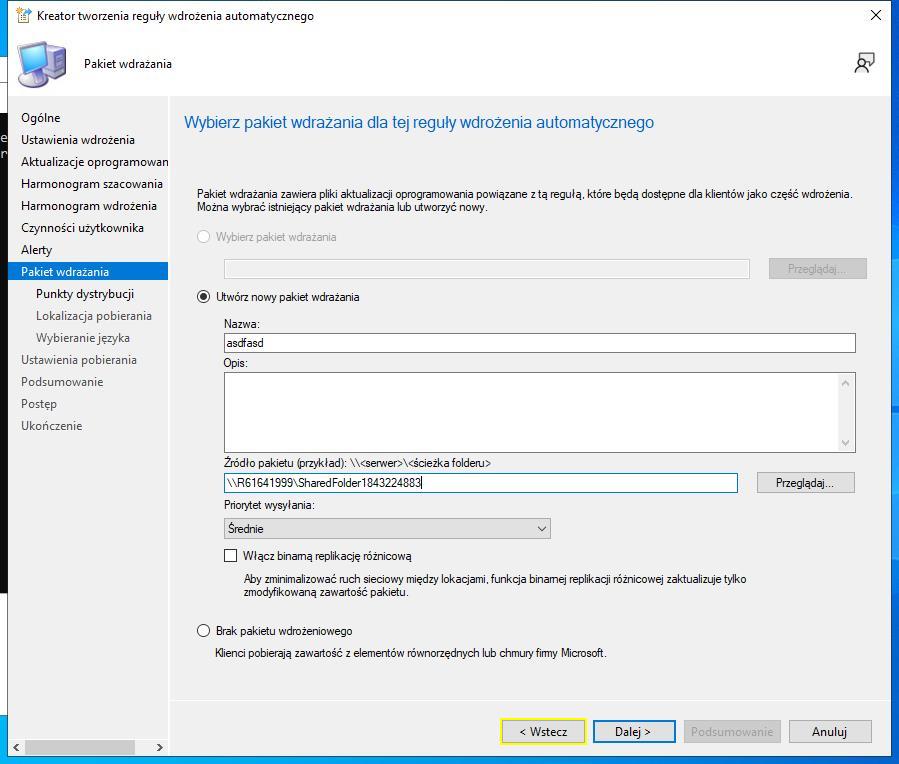 Kreator tworzenia reguły wdrożenia automatycznego
Pakiet wdrażania
Ogólne
Ustawienia wdrożenia
Aktualizacje oprogramowan
Harmonogram szacowania
Harmonogram wdrożenia
Czynności użytkownika
Alerty
Pakiet wdrażania
Punkty dystrybucji
Lokalizacja pobierania
Wybieranie języka
Ustawienia pobierania
Podsumowanie
Postęp
Ukończenie
Wybierz pakiet wdrażania dla tej reguły wdrożenia automatycznego
Pakiet wdrażania zawiera pliki aktualizacji oprogramowania powiązane z tą regułą, które będą dostępne dla klientów jako część wdrożenia.
Można wybrać istniejący pakiet wdrażania lub utworzyć nowy.
Wybierz pakiet wdrażania
Przeglądaj...
Utwórz nowy pakiet wdrażania
Nazwa:
asdfasd
Opis:
Źródło pakietu (przykład): \\<serwer>\<ścieżka folderu>
\\R61641999\SharedFolder1843224883
Przeglądaj...
Priorytet wysyłania:
Średnie
Włącz binarną replikację różnicową
Aby zminimalizować ruch sieciowy między lokacjami, funkcja binarnej replikacji różnicowej zaktualizuje tylko
zmodyfikowaną zawartość pakietu.
Brak pakietu wdrożeniowego
Klienci pobierają zawartość z elementów równorzędnych lub chmury firmy Microsoft.
< Wstecz
Dalej >
Podsumowanie
Anuluj